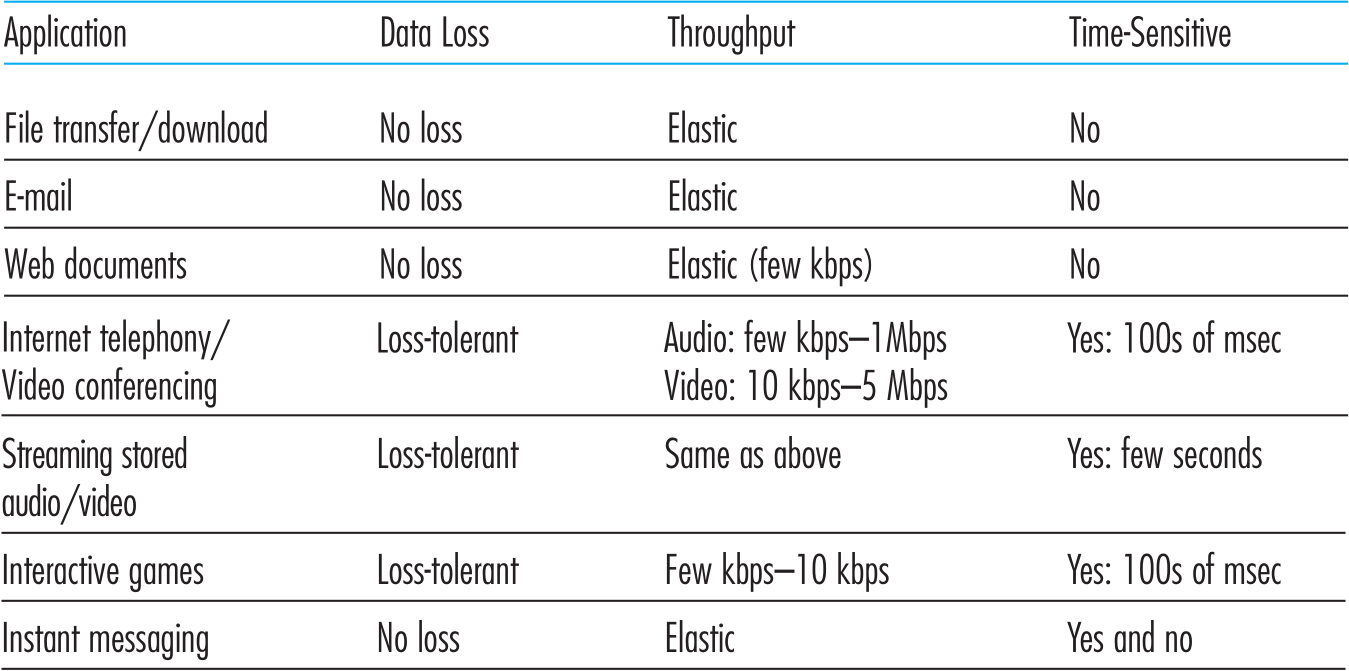 Application Data Loss Throughput Time-Sensitive
File transfer/download No loss Elastic No
E-mail No loss Elastic No
Web documents No loss Elastic (few kbps) No
Internet telephony/ Loss-tolerant Audio: few kbps–1Mbps Yes: 100s of msec
Video conferencing Video: 10 kbps–5 Mbps
Streaming stored Loss-tolerant Same as above Yes: few seconds
audio/video
Interactive games Loss-tolerant Few kbps–10 kbps Yes: 100s of msec
Instant messaging No loss Elastic Yes and no